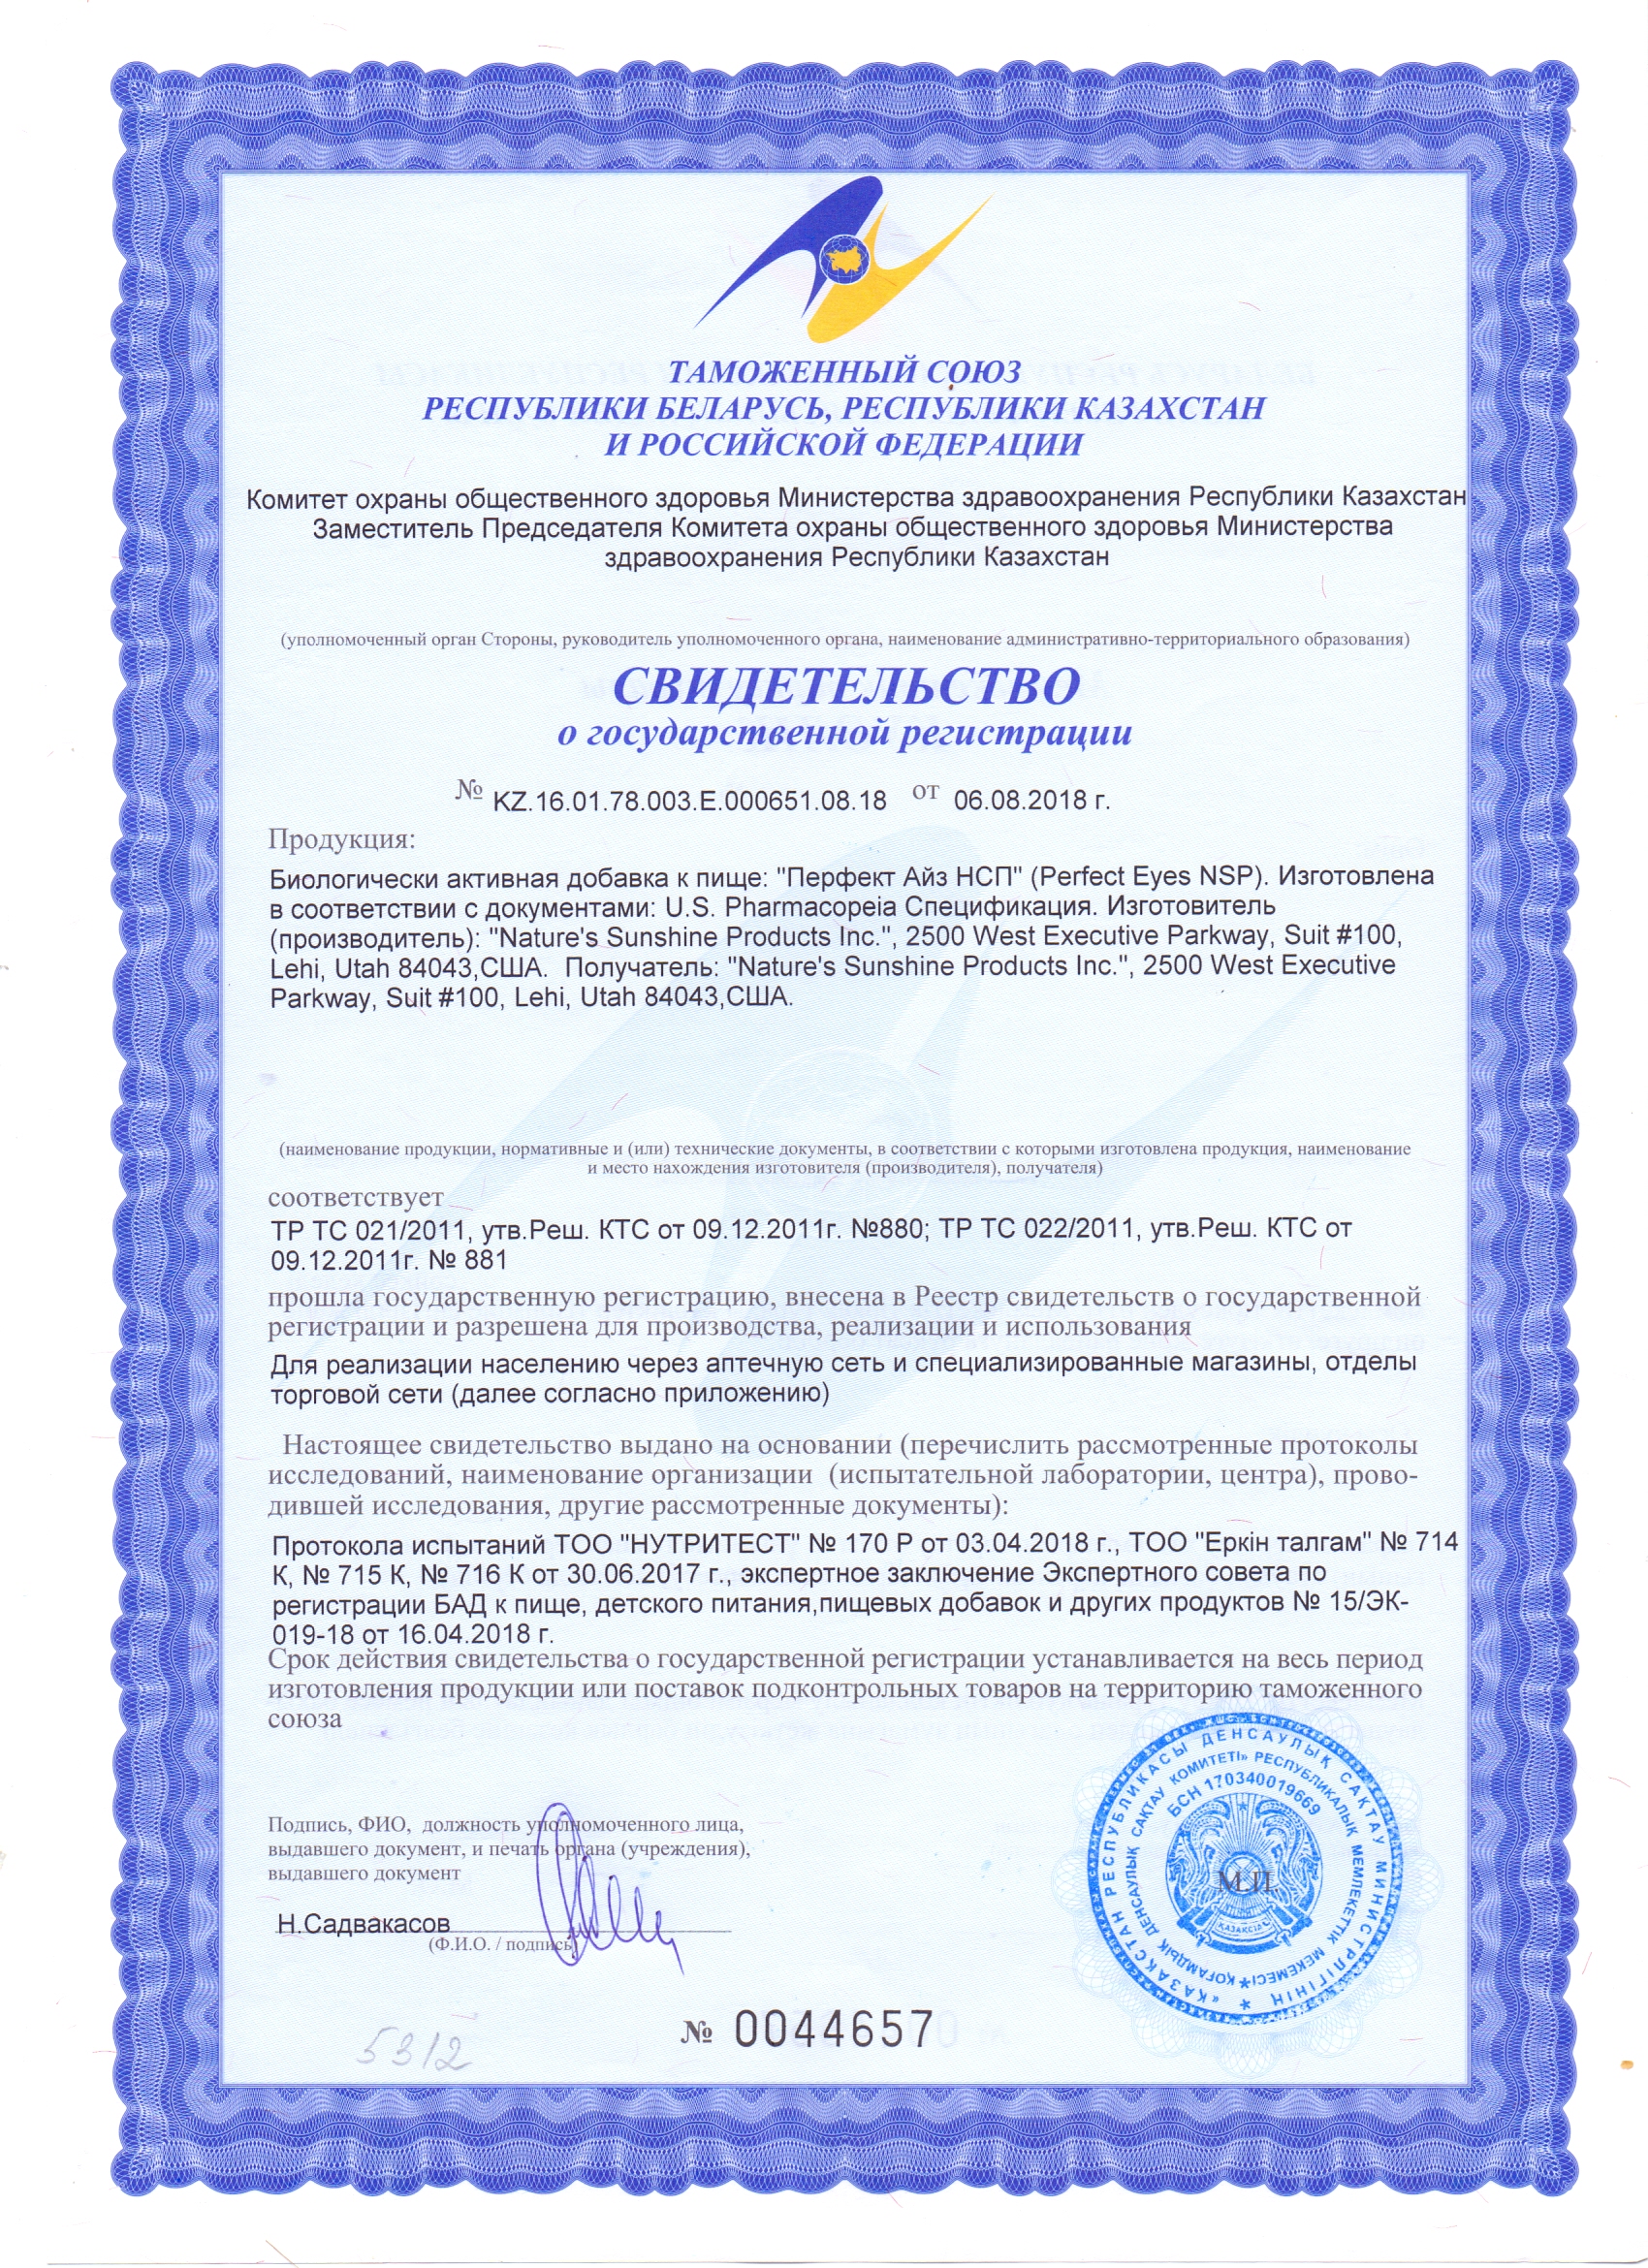 ТАМОЖЕННЫЙ СОЮЗ
РЕСПУБЛИКИ БЕЛАРУСЬ, РЕСПУБЛИКИ КАЗАХСТАН
И РОССИЙСКОЙ ФЕДЕРАЦИИ
Комитет охраны общественного здоровья Министерства здравоохранения Республики Казахстан
Заместитель Председателя Комитета охраны общественного здоровья Министерства
здравоохранения Республики Казахстан
(уполномоченный орган Стороны, руководитель уполномоченного органа, наименование административно-территориального образования)
СВИДЕТЕЛЬСТВО
о государственной регистрации
№ KZ.16.01.78.003.E.000651.08.18 от 06.08.2018 г.
Продукция:
Биологически активная добавка к пище: "Перфект Айз НСП" (Perfect Eyes NSP). Изготовлена
в соответствии с документами: U.S. Pharmacopeia Спецификация. Изготовитель
(производитель): "Nature's Sunshine Products Inc.", 2500 West Executive Parkway, Suit #100,
Lehi, Utah 84043,США.  Получатель: "Nature's Sunshine Products Inc.", 2500 West Executive
Parkway, Suit #100, Lehi, Utah 84043,США.
(наименование продукции, нормативные и (или) технические документы, в соответствии с которыми изготовлена продукция, наименование
и место нахождения изготовителя (производителя), получателя)
соответствует
ТР ТС 021/2011, утв.Реш. КТС от 09.12.2011г. №880; ТР ТС 022/2011, утв.Реш. КТС от
09.12.2011г. № 881
прошла государственную регистрацию, внесена в Реестр свидетельств о государственной
регистрации и разрешена для производства, реализации и использования
Для реализации населению через аптечную сеть и специализированные магазины, отделы
торговой сети (далее согласно приложению)
Настоящее свидетельство выдано на основании (перечислить рассмотренные протоколы
исследований, наименование организации  (испытательной лаборатории, центра), прово-
дившей исследования, другие рассмотренные документы):
Протокола испытаний ТОО "НУТРИТЕСТ" № 170 Р от 03.04.2018 г., ТОО "Еркiн талгам" № 714
К, № 715 К, № 716 К от 30.06.2017 г., экспертное заключение Экспертного совета по
регистрации БАД к пище, детского питания,пищевых добавок и других продуктов № 15/ЭК-
019-18 от 16.04.2018 г.
Срок действия свидетельства о государственной регистрации устанавливается на весь период
изготовления продукции или поставок подконтрольных товаров на территорию таможенного
союза
Подпись, ФИО,  должность уполномоченного лица,
выдавшего документ, и печать органа (учреждения),
выдавшего документ
Н.Садвакасов
(Ф.И.О. / подпись)
«ҚАЗАҚСТАН РЕСПУБЛИКАСЫ ДЕНСАУЛЫҚ САҚТАУ МИНИСТРЛІГІНІҢ
ҚОҒАМДЫҚ ДЕНСАУЛЫҚ САҚТАУ КОМИТЕТІ» РЕСПУБЛИКАЛЫҚ МЕМЛЕКЕТТІК МЕКЕМЕСІ
БСН 170340019669
М.П.
№ 0044657
5312